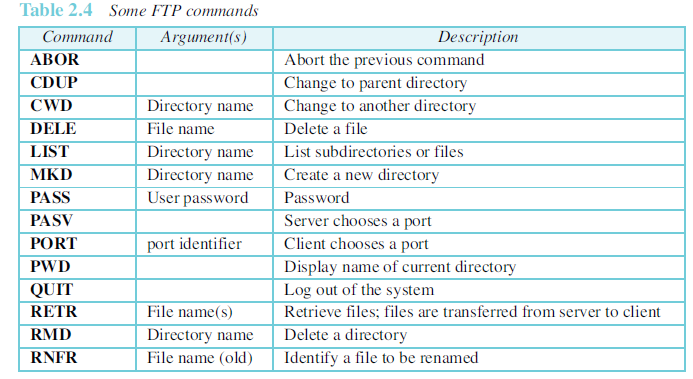 Table 2.4 Some FTP commands
Command Argument(s) Description
ABOR Abort the previous command
CDUP Change to parent directory
CWD Directory name Change to another directory
DELE File name Delete a file
LIST Directory name List subdirectories or files
MKD Directory name Create a new directory
PASS User password Password
PASV Server chooses a port
PORT port identifier Client chooses a port
PWD Display name of current directory
QUIT Log out of the system
RETR File name(s) Retrieve files; files are transferred from server to client
RMD Directory name Delete a directory
RNFR File name (old) Identify a file to be renamed